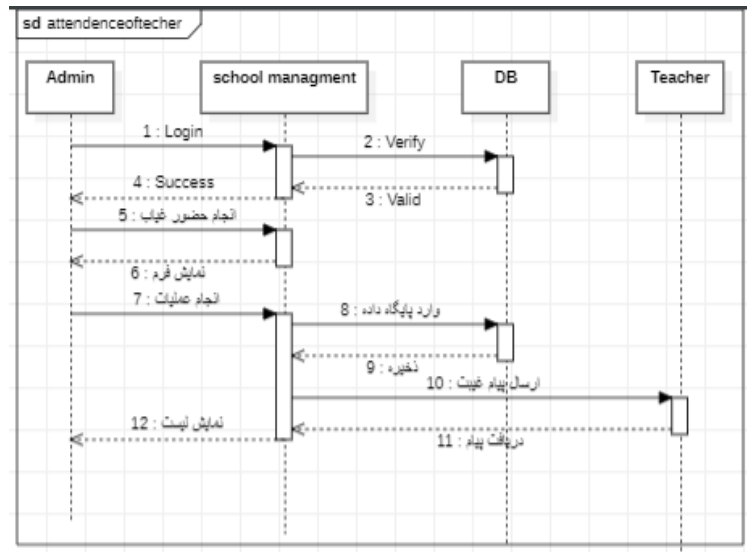 sd attendenceoftecher
Admin
school managment
DB
Teacher
1 : Login
2 : Verify
3 : Valid
4 : Success
5 : انجام حضور غیاب
6 : نمایش فرم
7 : انجام عملیات
8 : وارد پایگاه داده
9 : ذخیره
10 : ارسال پیام غیبت
11 : دریافت پیام
12 : نمایش لیست